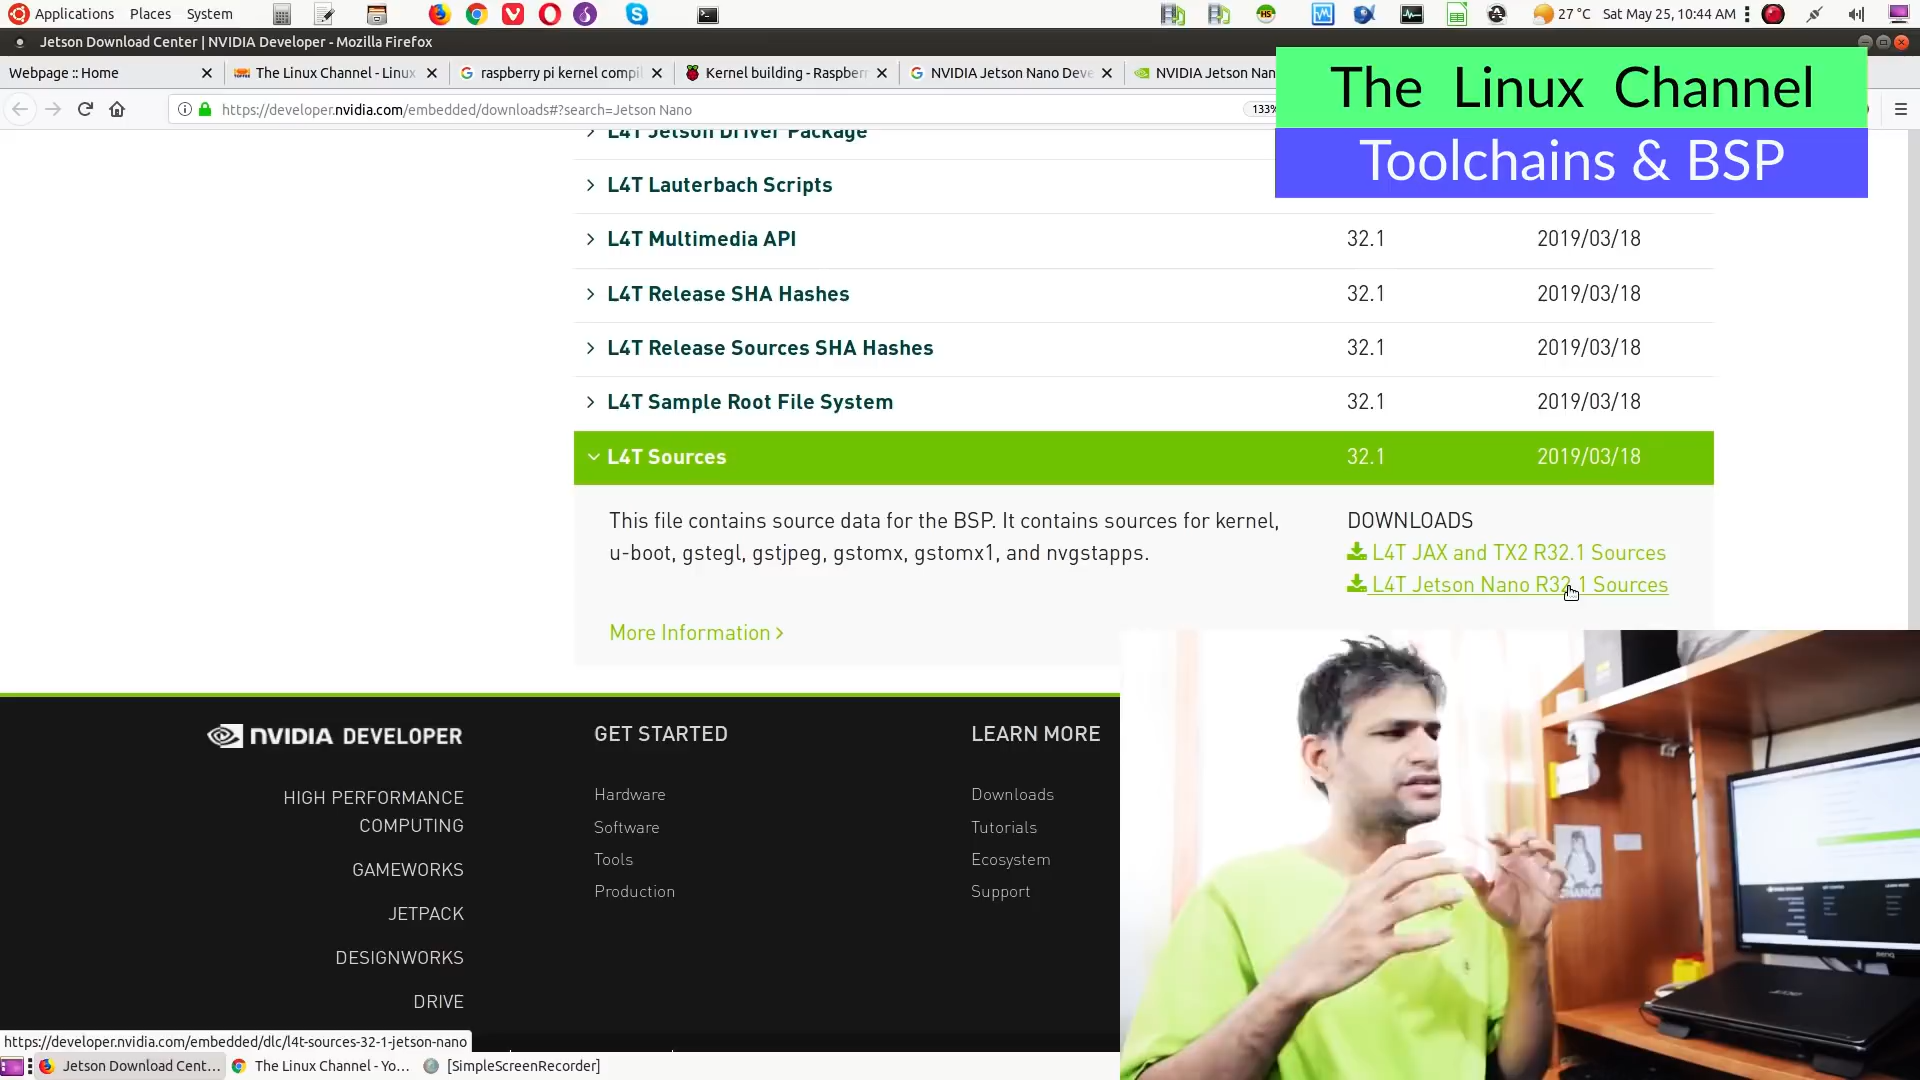 Applications Places System
27 °C Sat May 25, 10:44 AM
Jetson Download Center | NVIDIA Developer - Mozilla Firefox
Webpage :: Home
The Linux Channel - Linux
raspberry pi kernel compil
Kernel building - Raspberr
NVIDIA Jetson Nano Deve
NVIDIA Jetson Nan
https://developer.nvidia.com/embedded/downloads#?search=Jetson Nano
133%
The Linux Channel
Toolchains & BSP
L4T Jetson Driver Package
L4T Lauterbach Scripts
L4T Multimedia API 32.1 2019/03/18
L4T Release SHA Hashes 32.1 2019/03/18
L4T Release Sources SHA Hashes 32.1 2019/03/18
L4T Sample Root File System 32.1 2019/03/18
L4T Sources 32.1 2019/03/18
This file contains source data for the BSP. It contains sources for kernel,
u-boot, gstegl, gstjpeg, gstomx, gstomx1, and nvgstapps.
More Information
DOWNLOADS
L4T JAX and TX2 R32.1 Sources
L4T Jetson Nano R32.1 Sources
NVIDIA DEVELOPER
HIGH PERFORMANCE
COMPUTING
GAMEWORKS
JETPACK
DESIGNWORKS
DRIVE
GET STARTED
Hardware
Software
Tools
Production
LEARN MORE
Downloads
Tutorials
Ecosystem
Support
CHANGE
BenQ
https://developer.nvidia.com/embedded/dlc/l4t-sources-32-1-jetson-nano
Jetson Download Cent...
The Linux Channel - Yo...
[SimpleScreenRecorder]